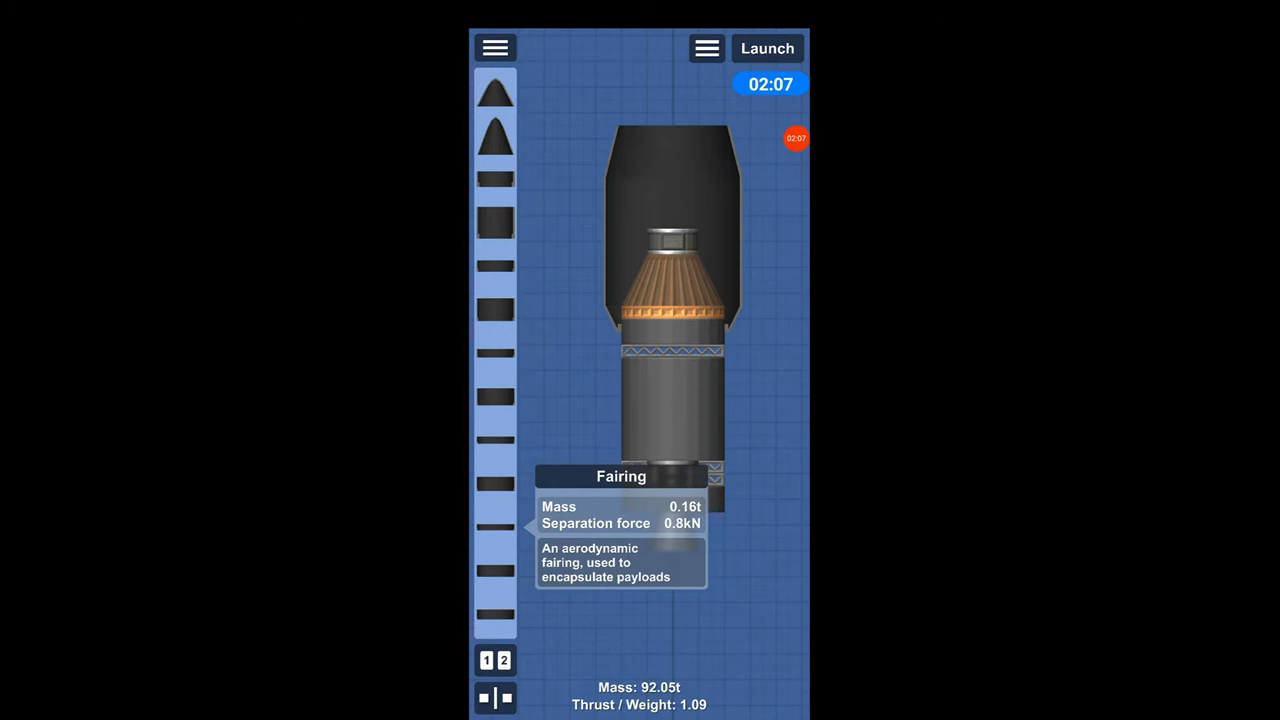 Launch
02:07
02:07
Fairing
Mass 0.16t
Separation force 0.8kN
An aerodynamic
fairing, used to
encapsulate payloads
1 2
Mass: 92.05t
Thrust / Weight: 1.09